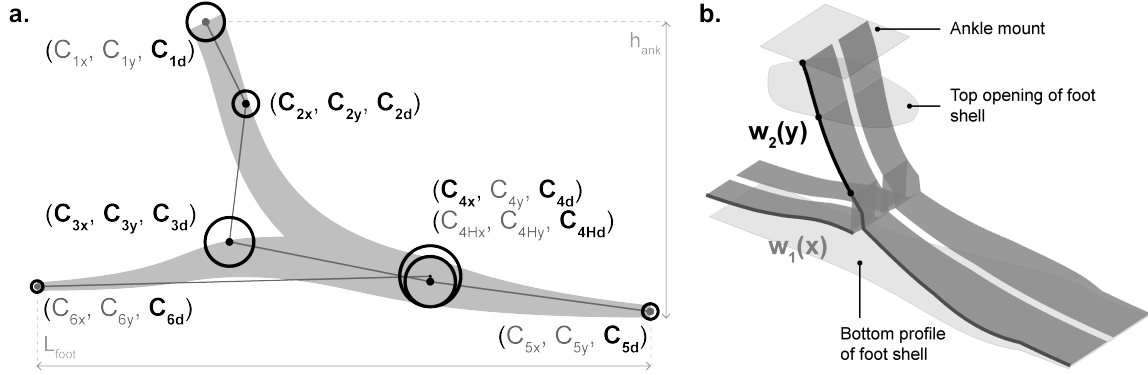 a.
(C1x, C1y, C1d)
hank
(C2x, C2y, C2d)
(C3x, C3y, C3d)
(C4x, C4y, C4d)
(C4Hx, C4Hy, C4Hd)
(C6x, C6y, C6d)
(C5x, C5y, C5d)
Lfoot
b.
Ankle mount
Top opening of foot
shell
w2(y)
w1(x)
Bottom profile
of foot shell